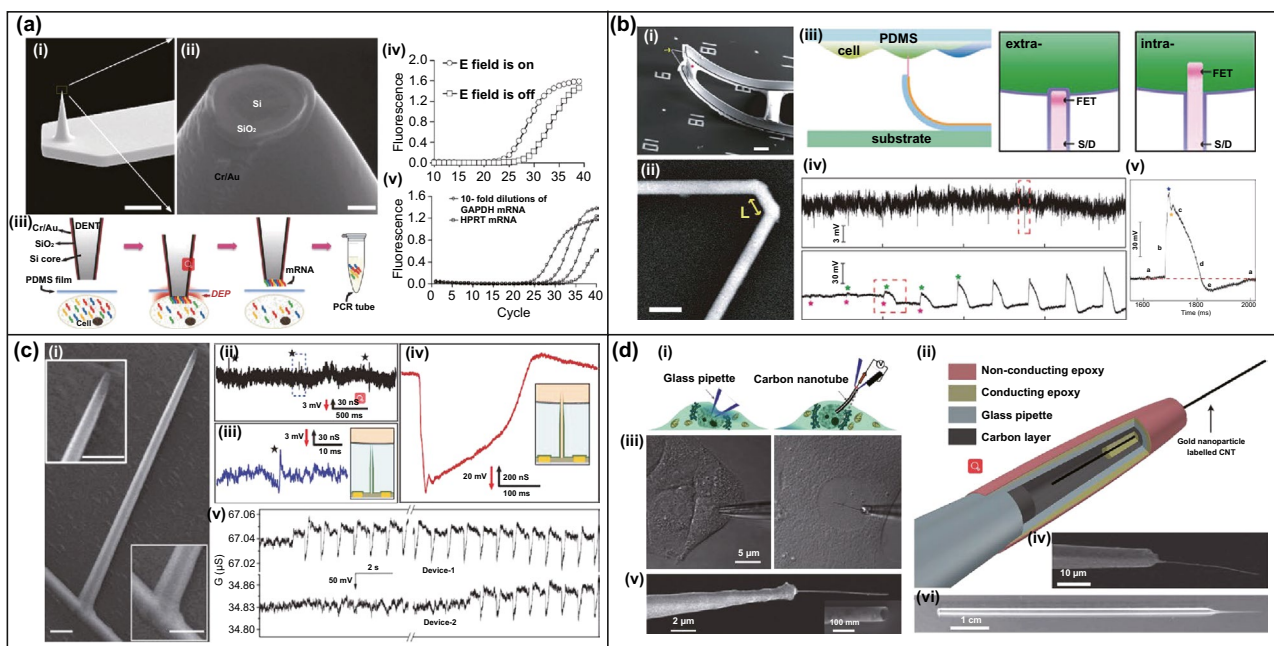 (a)
(i)
(ii)
Si
SiO₂
Cr/Au
(iii)
Cr/Au
DENT
SiO₂
Si core
PDMS film
Cell
DEP
mRNA
PCR tube
(iv)
Fluorescence
2.0
1.6
1.2
0.8
0.4
0.0
E field is on
E field is off
10 15 20 25 30 35 40
(v)
Fluorescence
1.6
1.2
0.8
0.4
0.0
10- fold dilutions of
GAPDH mRNA
HPRT mRNA
0 10 20 30 40
Cycle
(b)
(i)
(ii)
L
(iii)
PDMS
cell
substrate
extra-
FET
S/D
intra-
FET
S/D
(iv)
3 mV
30 mV
(v)
30 mV
a
b
c
d
e
a
1600 1800 2000
Time (ms)
(c)
(i)
(ii)
3 mV
30 nS
500 ms
(iii)
3 mV
30 nS
10 ms
(iv)
20 mV
200 nS
100 ms
(v)
G (μS)
67.06
67.04
67.00
34.86
34.83
34.80
2 s
50 mV
Device-1
Device-2
(d)
(i)
Glass pipette
Carbon nanotube
(ii)
Non-conducting epoxy
Conducting epoxy
Glass pipette
Carbon layer
Gold nanoparticle
labelled CNT
(iii)
5 μm
(iv)
10 μm
(v)
2 μm
100 mm
(vi)
1 cm